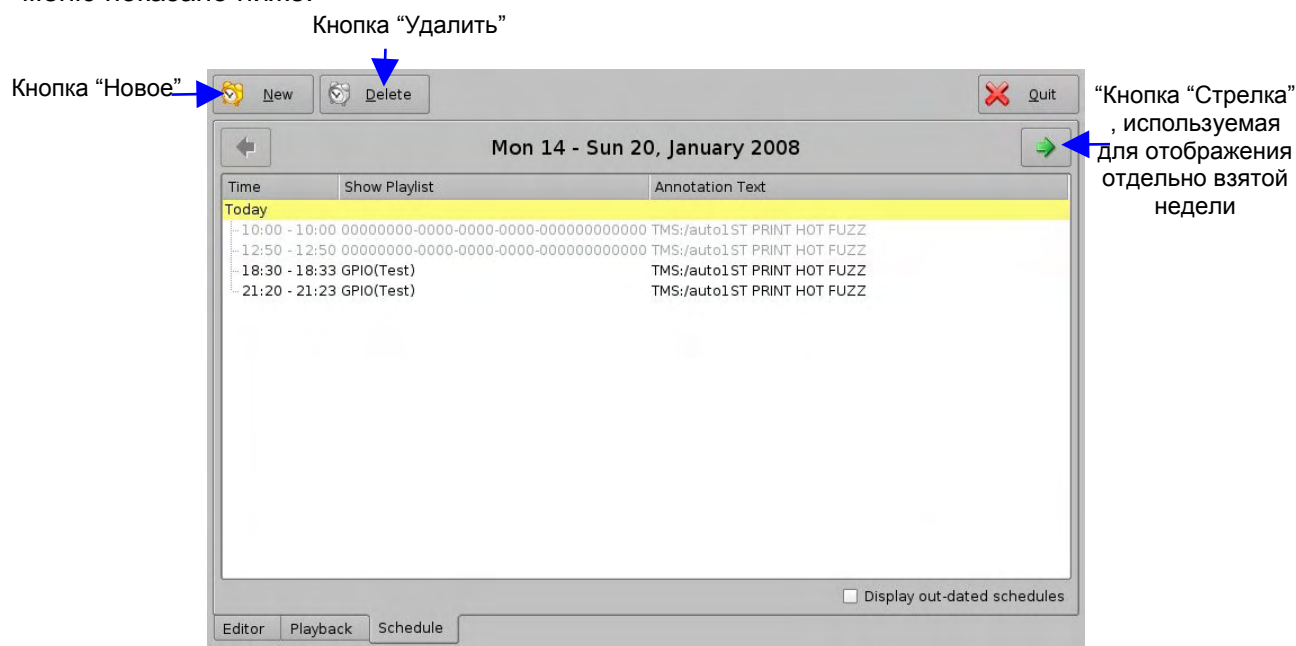 Кнопка “Удалить”
Кнопка “Новое”
New
Delete
Quit
“Кнопка “Стрелка”
, используемая
для отображения
отдельно взятой
недели
Mon 14 - Sun 20, January 2008
Time Show Playlist Annotation Text
Today
10:00 - 10:00 00000000-0000-0000-0000-000000000000 TMS:/auto1ST PRINT HOT FUZZ
12:50 - 12:50 00000000-0000-0000-0000-000000000000 TMS:/auto1ST PRINT HOT FUZZ
18:30 - 18:33 GPIO(Test) TMS:/auto1ST PRINT HOT FUZZ
21:20 - 21:23 GPIO(Test) TMS:/auto1ST PRINT HOT FUZZ
Display out-dated schedules
Editor Playback Schedule